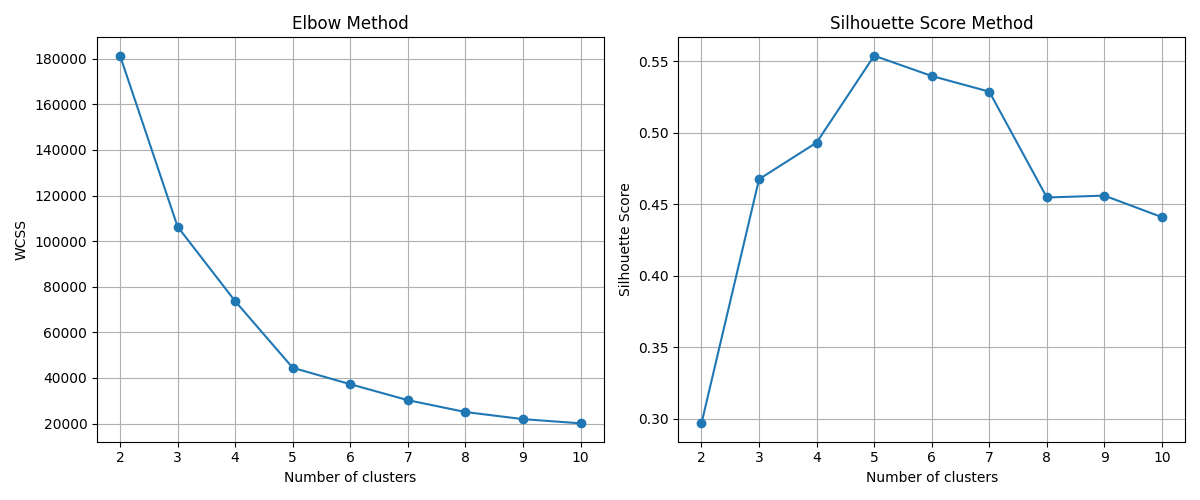 Elbow Method
180000
160000
140000
120000
100000
80000
60000
40000
20000
WCSS
2 3 4 5 6 7 8 9 10
Number of clusters
Silhouette Score Method
0.55
0.50
0.45
0.40
0.35
0.30
Silhouette Score
2 3 4 5 6 7 8 9 10
Number of clusters